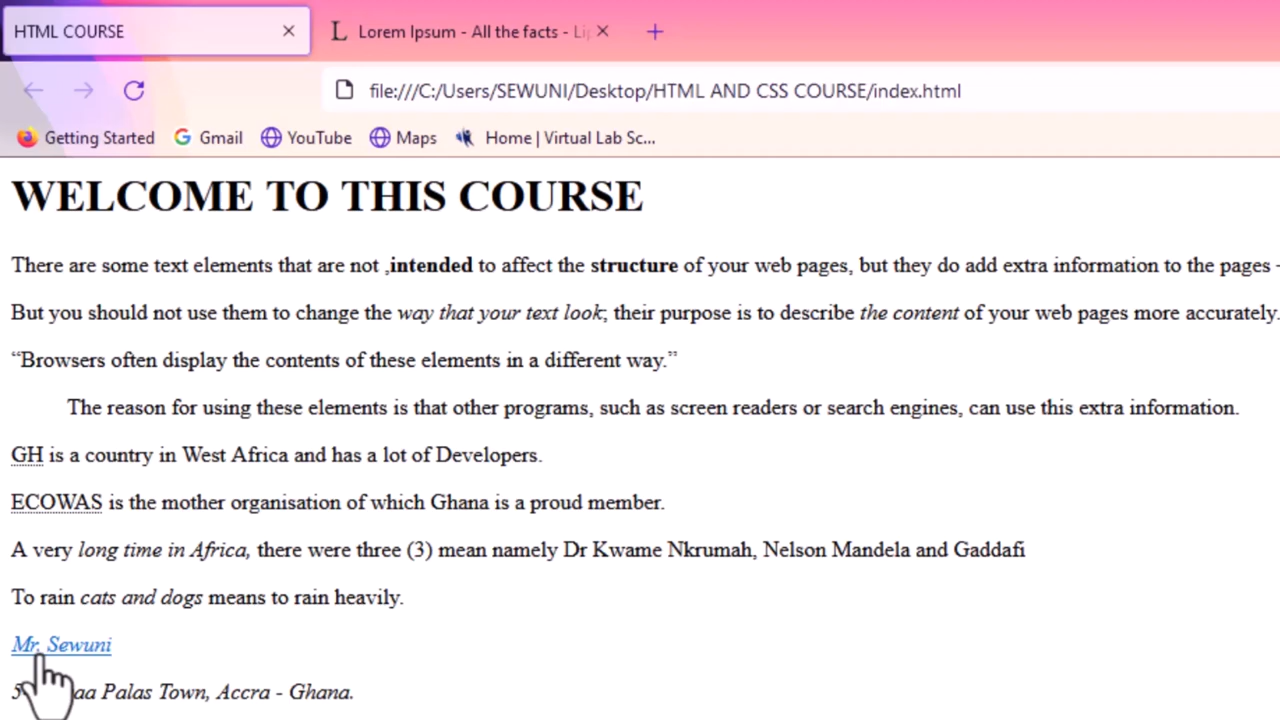 HTML COURSE
Lorem Ipsum - All the facts - Lip
file:///C:/Users/SEWUNI/Desktop/HTML AND CSS COURSE/index.html
Getting Started Gmail YouTube Maps Home | Virtual Lab Sc...
WELCOME TO THIS COURSE
There are some text elements that are not ,intended to affect the structure of your web pages, but they do add extra information to the pages -
But you should not use them to change the way that your text look; their purpose is to describe the content of your web pages more accurately.
“Browsers often display the contents of these elements in a different way.”
The reason for using these elements is that other programs, such as screen readers or search engines, can use this extra information.
GH is a country in West Africa and has a lot of Developers.
ECOWAS is the mother organisation of which Ghana is a proud member.
A very long time in Africa, there were three (3) mean namely Dr Kwame Nkrumah, Nelson Mandela and Gaddafi
To rain cats and dogs means to rain heavily.
Mr. Sewuni
Palas Town, Accra - Ghana.